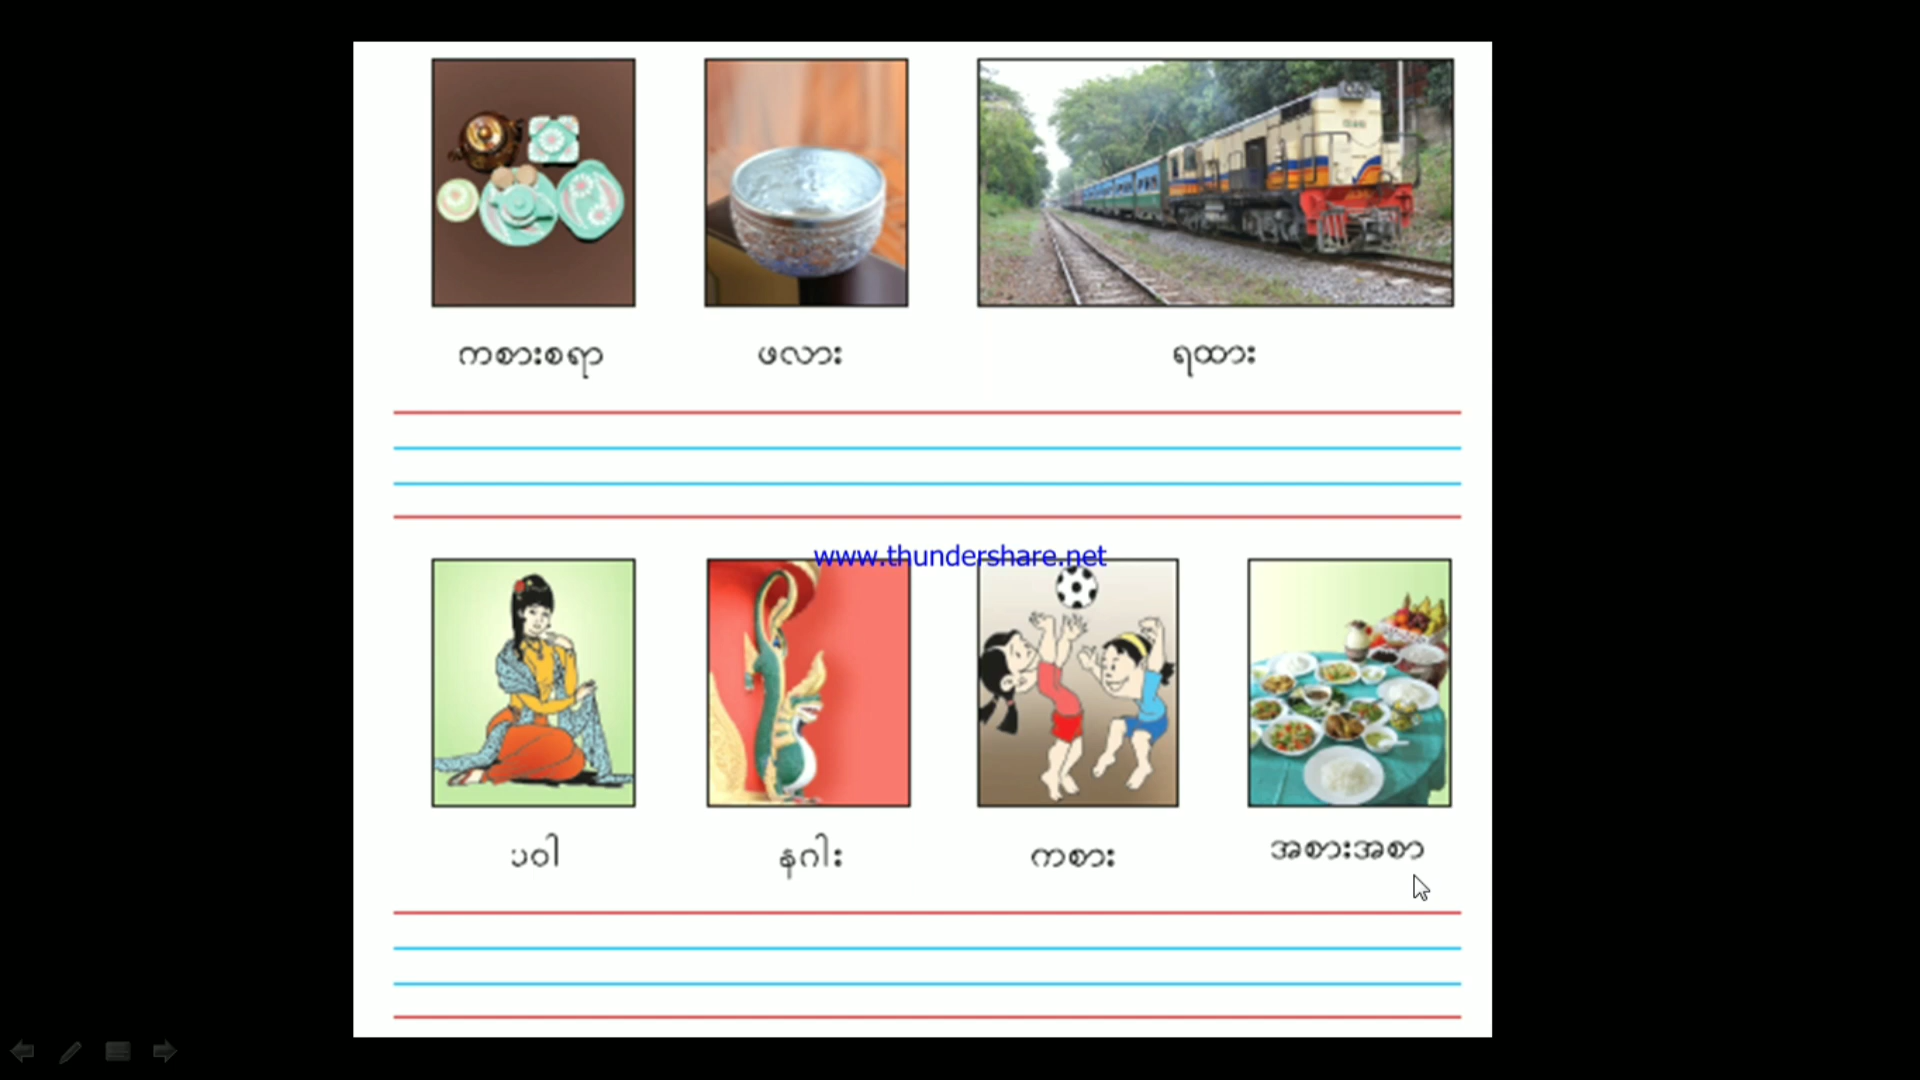 ကစားစရာ ဖလား ရထား
www.thundershare.net
ပဝါ နဂါး ကစား အစားအစာ